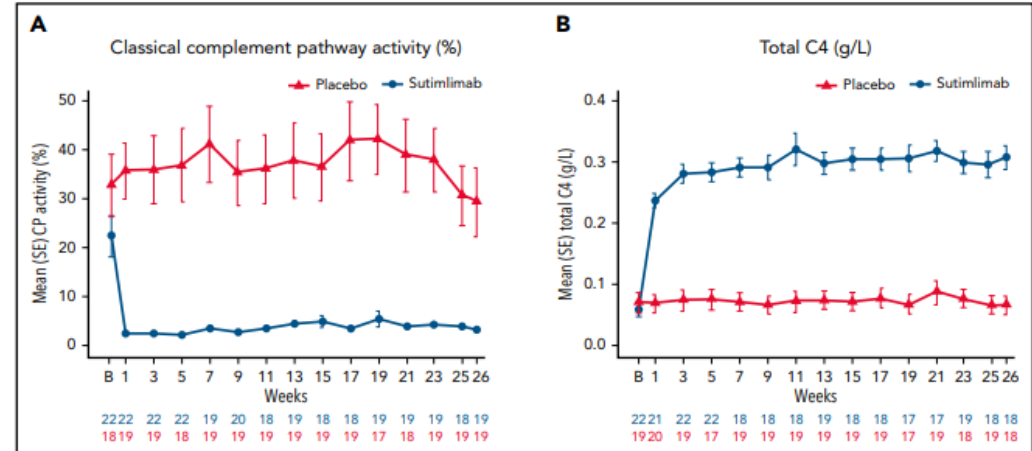 A
Classical complement pathway activity (%)
Placebo Sutimlimab
50
40
30
20
10
0
Mean (SE) CP activity (%)
B 1 3 5 7 9 11 13 15 17 19 21 23 25 26
Weeks
22 22 22 22 19 20 18 19 19 18 19 19 19 18 19
18 19 19 18 19 19 19 19 19 19 17 18 19 19 19
B
Total C4 (g/L)
Placebo Sutimlimab
0.4
0.3
0.2
0.1
0.0
Mean (SE) total C4 (g/L)
B 1 3 5 7 9 11 13 15 17 19 21 23 25 26
Weeks
22 21 22 22 18 18 18 18 18 18 17 17 19 18 18
19 20 19 17 19 19 19 19 19 19 17 19 18 19 18